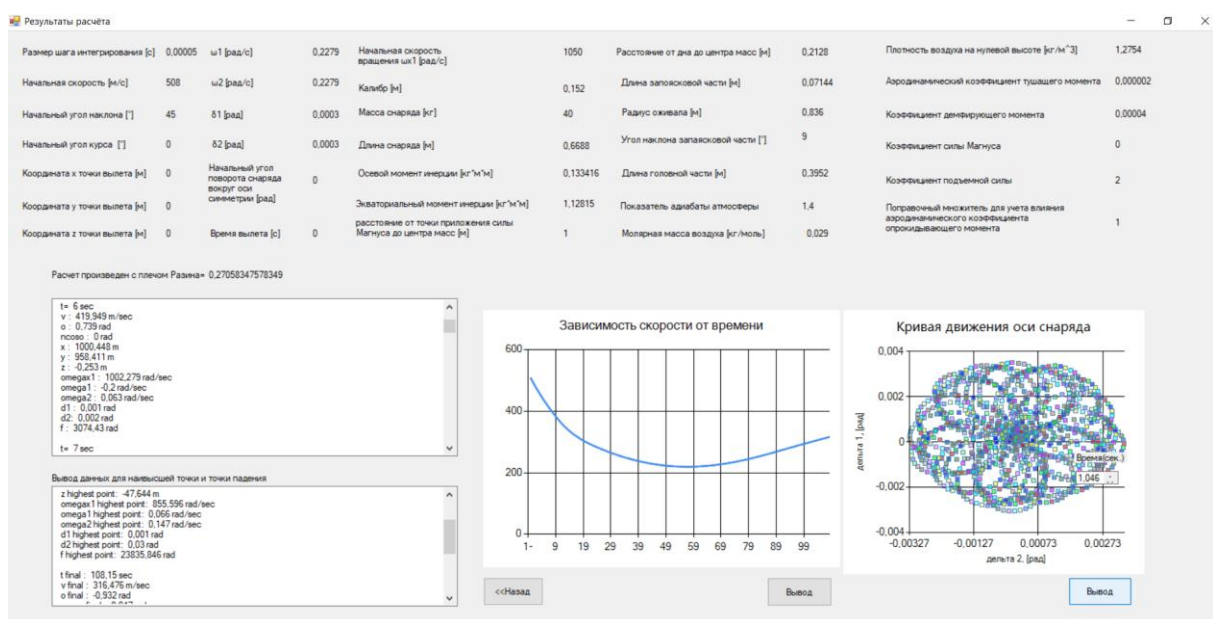 Результаты расчёта
Размер шага интегрирования [с] 0,00005 ω1 [рад/с] 0,2279 Начальная скорость
вращения ωx1 [рад/с] 1050 Расстояние от дна до центра масс [м] 0,2128 Плотность воздуха на нулевой высоте [кг/м^3] 1,2754
Начальная скорость [м/с] 508 ω2 [рад/с] 0,2279 Калибр [м] 0,152 Длина запоясковой части [м] 0,07144 Аэродинамический коэффициент тушащего момента 0,000002
Начальный угол наклона [°] 45 δ1 [рад] 0,0003 Масса снаряда [кг] 40 Радиус оживала [м] 0,836 Коэффициент демфирующего момента 0,00004
Начальный угол курса [°] 0 δ2 [рад] 0,0003 Длина снаряда [м] 0,6688 Угол наклона запаясковой части [°] 9 Коэффициент силы Магнуса 0
Координата x точки вылета [м] 0 Начальный угол
поворота снаряда
вокруг оси
симметрии [рад] 0 Осевой момент инерции [кг*м*м] 0,133416 Длина головной части [м] 0,3952 Коэффициент подъемной силы 2
Координата y точки вылета [м] 0 Экваториальный момент инерции [кг*м*м] 1,12815 Показатель адиабаты атмосферы 1,4 Поправочный множитель для учета влияния
аэродинамического коэффициента
опрокидывающего момента 1
Координата z точки вылета [м] 0 Время вылета [с] 0 расстояние от точки приложения силы
Магнуса до центра масс [м] 1 Молярная масса воздуха [кг/моль] 0,029
Расчет произведен с плечом Разина= 0,27058347578349
t= 6 sec
v : 419,949 m/sec
o : 0,739 rad
ncoso : 0 rad
x : 1000,448 m
y : 958,411 m
z : -0,253 m
omegax1 : 1002,279 rad/sec
omega1 : -0,2 rad/sec
omega2 : 0,063 rad/sec
d1 : 0,001 rad
d2: 0,002 rad
f : 3074,43 rad
t= 7 sec
Вывод данных для наивысшей точки и точки падения
z highest point: -47,644 m
omegax1 highest point: 855,596 rad/sec
omega1 highest point: 0,066 rad/sec
omega2 highest point: 0,147 rad/sec
d1 highest point: 0,001 rad
d2 highest point: 0,03 rad
f highest point: 23835,846 rad
t final : 108,15 sec
v final : 316,476 m/sec
o final : -0,932 rad
Зависимость скорости от времени
600
400
200
0
1- 9 19 29 39 49 59 69 79 89 99
Кривая движения оси снаряда
дельта 1, [рад]
0,004
0,002
0
-0,002
-0,004
-0,00327 -0,00127 0,00073 0,00273
дельта 2, [рад]
Время(сек.)
1,046
<<Назад
Вывод
Вывод